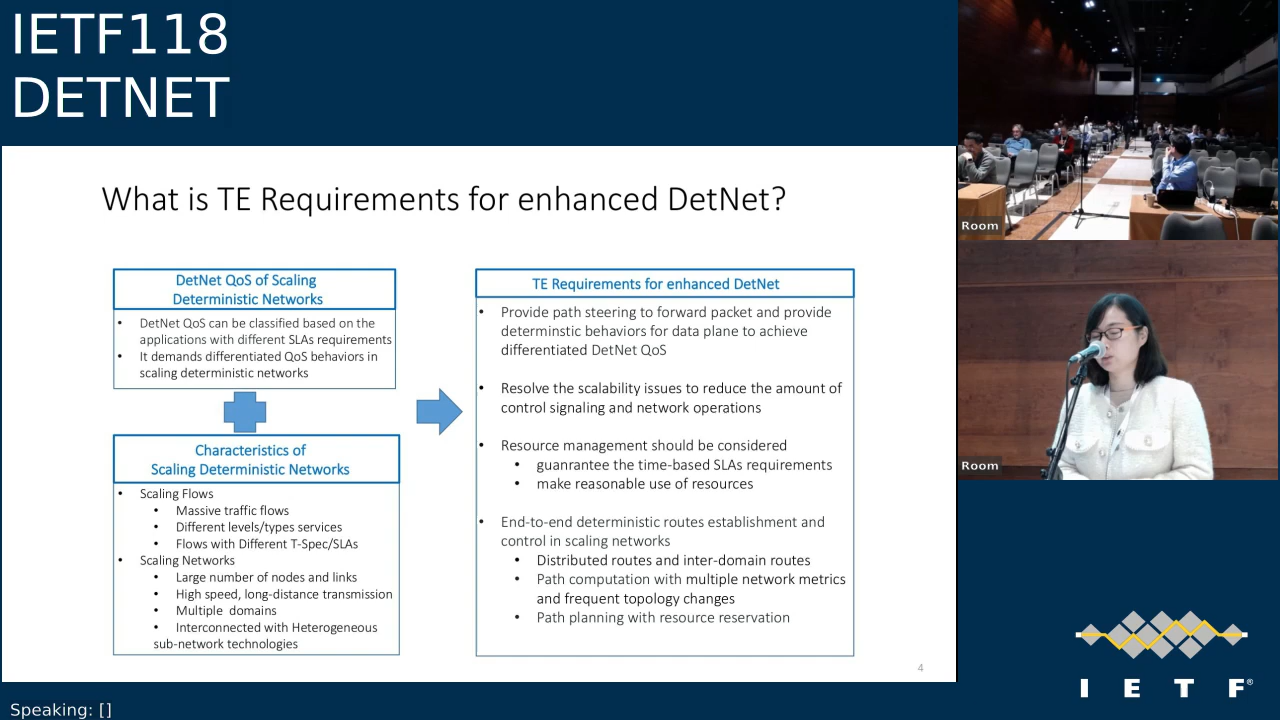 IETF118
DETNET
What is TE Requirements for enhanced DetNet?
DetNet QoS of Scaling
Deterministic Networks
• DetNet QoS can be classified based on the
applications with different SLAs requirements
• It demands differentiated QoS behaviors in
scaling deterministic networks
Characteristics of
Scaling Deterministic Networks
• Scaling Flows
• Massive traffic flows
• Different levels/types services
• Flows with Different T-Spec/SLAs
• Scaling Networks
• Large number of nodes and links
• High speed, long-distance transmission
• Multiple domains
• Interconnected with Heterogeneous
sub-network technologies
TE Requirements for enhanced DetNet
• Provide path steering to forward packet and provide
determinstic behaviors for data plane to achieve
differentiated DetNet QoS
• Resolve the scalability issues to reduce the amount of
control signaling and network operations
• Resource management should be considered
• guanrantee the time-based SLAs requirements
• make reasonable use of resources
• End-to-end deterministic routes establishment and
control in scaling networks
• Distributed routes and inter-domain routes
• Path computation with multiple network metrics
and frequent topology changes
• Path planning with resource reservation
4
Room
Room
I E T F®
Speaking: []